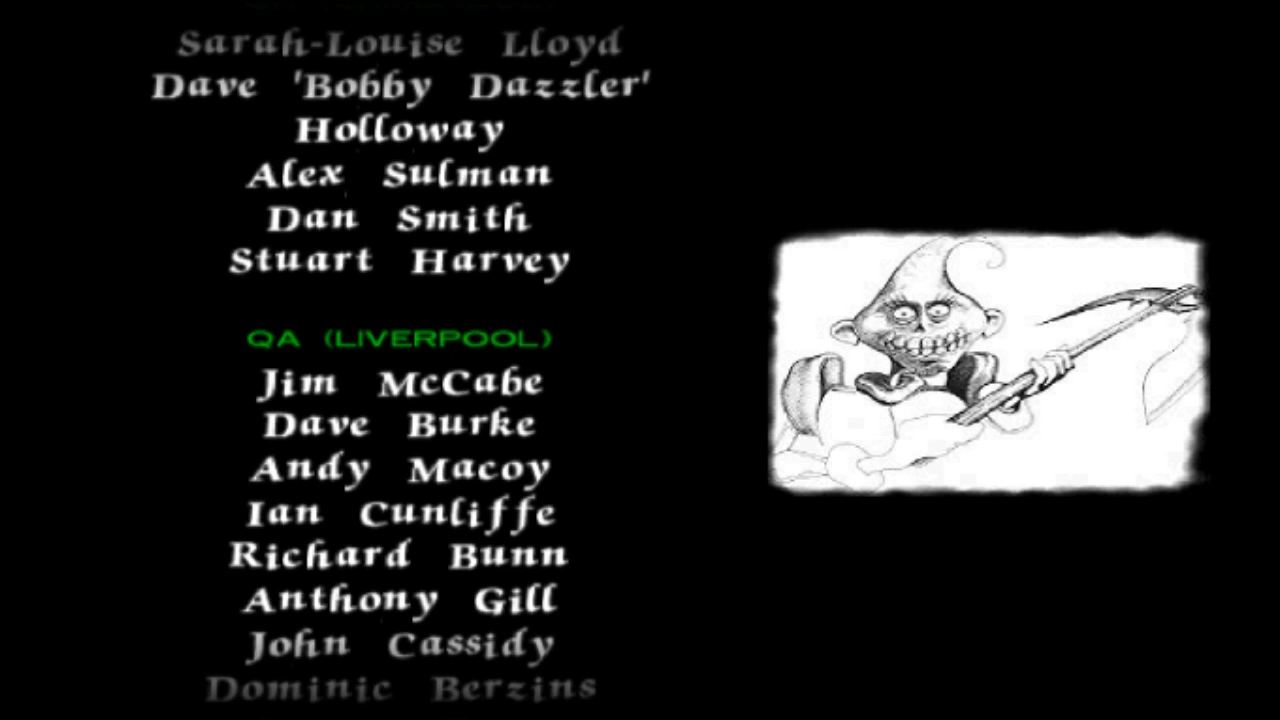 Sarah-Louise Lloyd
Dave 'Bobby Dazzler'
Holloway
Alex Sulman
Dan Smith
Stuart Harvey
QA (LIVERPOOL)
Jim McCabe
Dave Burke
Andy Macoy
Ian Cunliffe
Richard Bunn
Anthony Gill
John Cassidy
Dominic Berzins